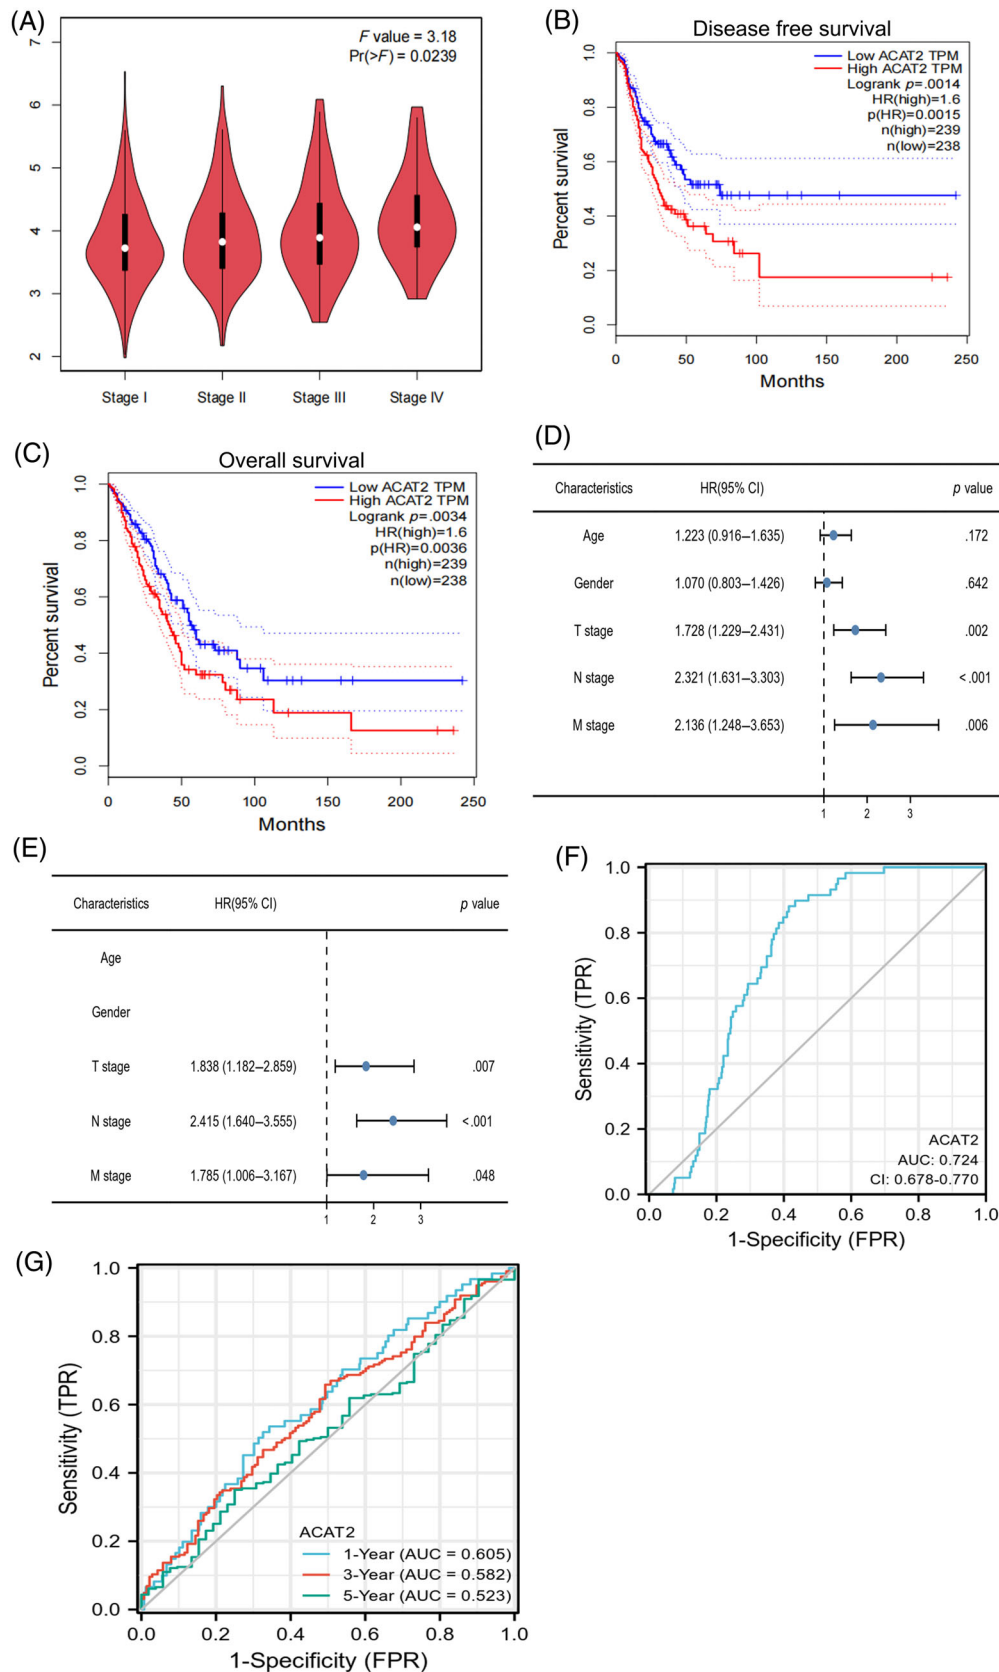 (A)
F value = 3.18
Pr(>F) = 0.0239
7
6
5
4
3
2
Stage I Stage II Stage III Stage IV
(B)
Disease free survival
Low ACAT2 TPM
High ACAT2 TPM
Logrank p=.0014
HR(high)=1.6
p(HR)=0.0015
n(high)=239
n(low)=238
Percent survival
1.0
0.8
0.6
0.4
0.2
0.0
0 50 100 150 200 250
Months
(C)
Overall survival
Low ACAT2 TPM
High ACAT2 TPM
Logrank p=.0034
HR(high)=1.6
p(HR)=0.0036
n(high)=239
n(low)=238
Percent survival
1.0
0.8
0.6
0.4
0.2
0.0
0 50 100 150 200 250
Months
(D)
Characteristics HR(95% CI) p value
Age 1.223 (0.916–1.635) .172
Gender 1.070 (0.803–1.426) .642
T stage 1.728 (1.229–2.431) .002
N stage 2.321 (1.631–3.303) <.001
M stage 2.136 (1.248–3.653) .006
1 2 3
(E)
Characteristics HR(95% CI) p value
Age
Gender
T stage 1.838 (1.182–2.859) .007
N stage 2.415 (1.640–3.555) <.001
M stage 1.785 (1.006–3.167) .048
1 2 3
(F)
Sensitivity (TPR)
1.0
0.8
0.6
0.4
0.2
0.0
ACAT2
AUC: 0.724
CI: 0.678-0.770
0.0 0.2 0.4 0.6 0.8 1.0
1-Specificity (FPR)
(G)
Sensitivity (TPR)
1.0
0.8
0.6
0.4
0.2
0.0
ACAT2
1-Year (AUC = 0.605)
3-Year (AUC = 0.582)
5-Year (AUC = 0.523)
0.0 0.2 0.4 0.6 0.8 1.0
1-Specificity (FPR)